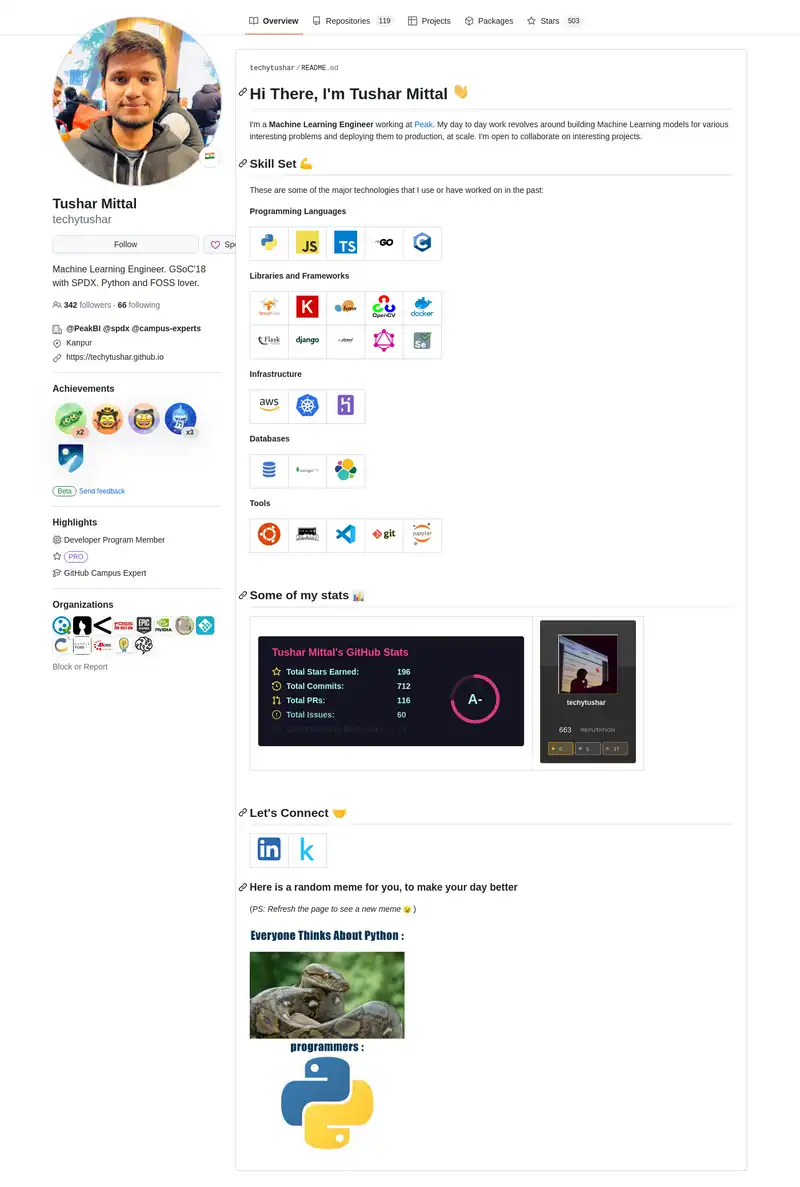 Overview
Repositories 119
Projects
Packages
Stars 503
Tushar Mittal
techytushar
Follow
Machine Learning Engineer. GSoC'18
with SPDX. Python and FOSS lover.
342 followers · 66 following
@PeakBI @spdx @campus-experts
Kanpur
https://techytushar.github.io
Achievements
x2
x3
Beta Send feedback
Highlights
Developer Program Member
PRO
GitHub Campus Expert
Organizations
Block or Report
techytushar / README.md
Hi There, I'm Tushar Mittal 👋
I'm a Machine Learning Engineer working at Peak. My day to day work revolves around building Machine Learning models for various
interesting problems and deploying them to production, at scale. I'm open to collaborate on interesting projects.
Skill Set 💪
These are some of the major technologies that I use or have worked on in the past:
Programming Languages
JS
TS
GO
C
Libraries and Frameworks
K
OpenCV
docker
Flask
django
Se
Infrastructure
aws
Databases
Tools
git
jupyter
Some of my stats 📊
Tushar Mittal's GitHub Stats
Total Stars Earned: 196
Total Commits: 712
Total PRs: 116
Total Issues: 60
A-
techytushar
663 REPUTATION
Let's Connect 🤝
in
k
Here is a random meme for you, to make your day better
(PS: Refresh the page to see a new meme 😉 )
Everyone Thinks About Python :
programmers :